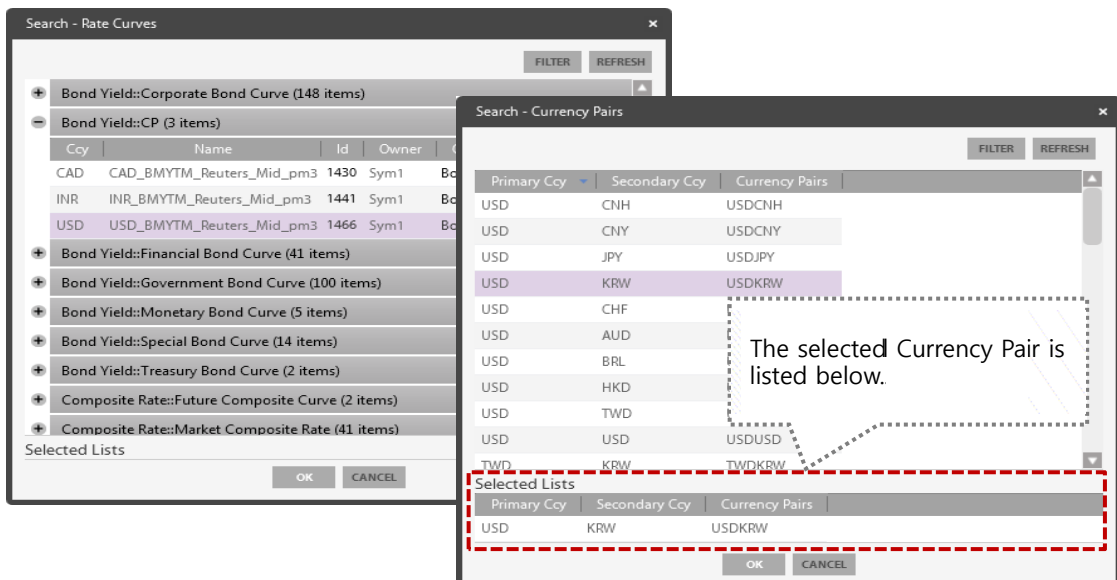 Search - Rate Curves
FILTER REFRESH
Bond Yield::Corporate Bond Curve (148 items)
Bond Yield::CP (3 items)
Ccy Name Id Owner
CAD CAD_BMYTM_Reuters_Mid_pm3 1430 Sym1 Bo
INR INR_BMYTM_Reuters_Mid_pm3 1441 Sym1 Bo
USD USD_BMYTM_Reuters_Mid_pm3 1466 Sym1 Bo
Bond Yield::Financial Bond Curve (41 items)
Bond Yield::Government Bond Curve (100 items)
Bond Yield::Monetary Bond Curve (5 items)
Bond Yield::Special Bond Curve (14 items)
Bond Yield::Treasury Bond Curve (2 items)
Composite Rate::Future Composite Curve (2 items)
Composite Rate::Market Composite Rate (41 items)
Selected Lists
OK CANCEL
Search - Currency Pairs
FILTER REFRESH
Primary Ccy Secondary Ccy Currency Pairs
USD CNH USDCNH
USD CNY USDCNY
USD JPY USDJPY
USD KRW USDKRW
USD CHF
USD AUD
USD BRL
USD HKD
USD TWD
USD USD USDUSD
TWD KRW TWDKRW
The selected Currency Pair is
listed below.
Selected Lists
Primary Ccy Secondary Ccy Currency Pairs
USD KRW USDKRW
OK CANCEL